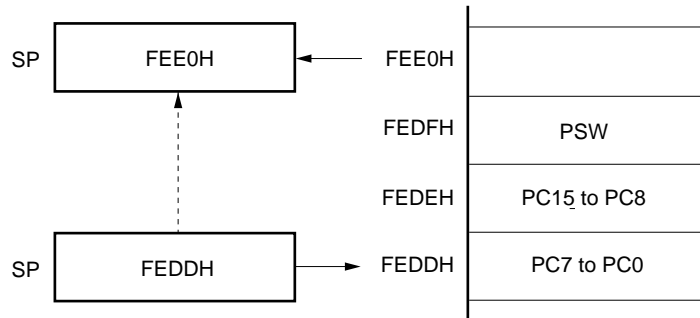 SP FEE0H FEE0H
FEDFH PSW
FEDEH PC15 to PC8
SP FEDDH FEDDH PC7 to PC0